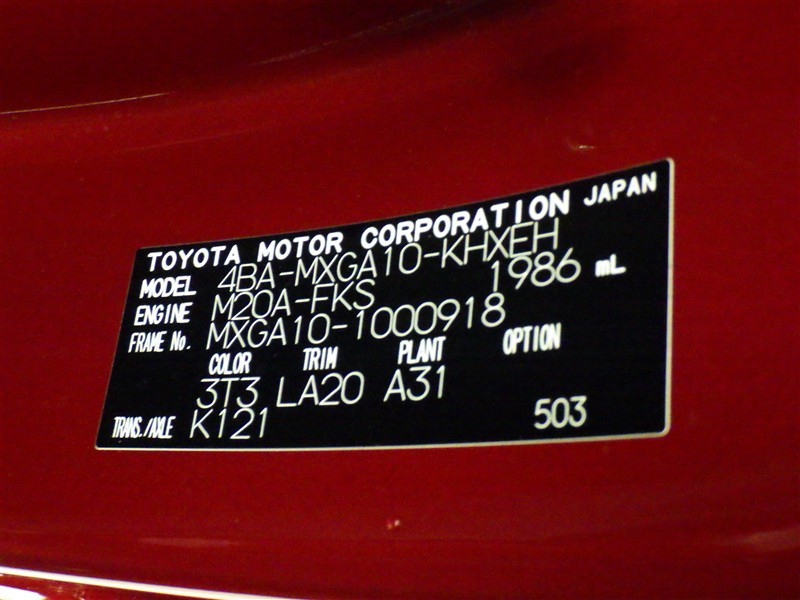 TOYOTA MOTOR CORPORATION JAPAN
MODEL 4BA-MXGA10-KHXEH
ENGINE M20A-FKS 1986 mL
FRAME No. MXGA10-1000918
COLOR TRIM PLANT OPTION
3T3 LA20 A31
TRANS./AXLE K121 503